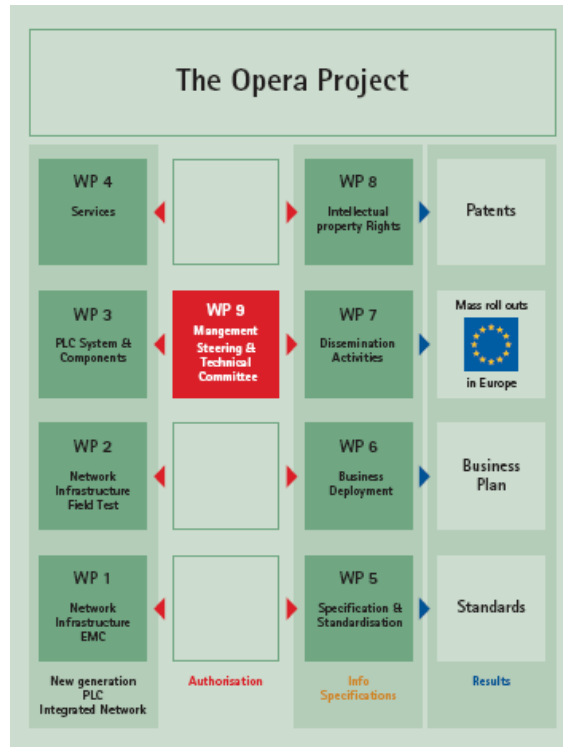 The Opera Project
WP 4
Services
WP 8
Intellectual
property Rights
Patents
WP 3
PLC System &
Components
WP 9
Mangement
Steering &
Technical
Committee
WP 7
Dissemination
Activities
Mass roll outs
in Europe
WP 2
Network
Infrastructure
Field Test
WP 6
Business
Deployment
Business
Plan
WP 1
Network
Infrastructure
EMC
WP 5
Specification &
Standardisation
Standards
New generation
PLC
Integrated Network
Authorisation
Info
Specifications
Results